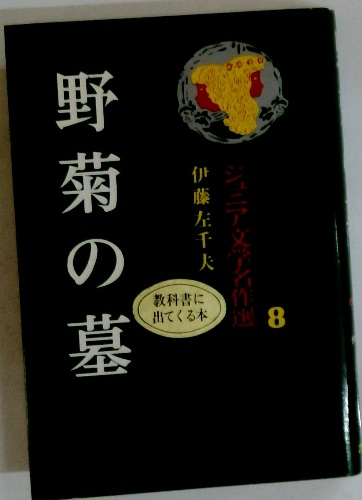 ジュニア文学名作選
8
伊藤左千夫
教科書に
出てくる本
野菊の墓